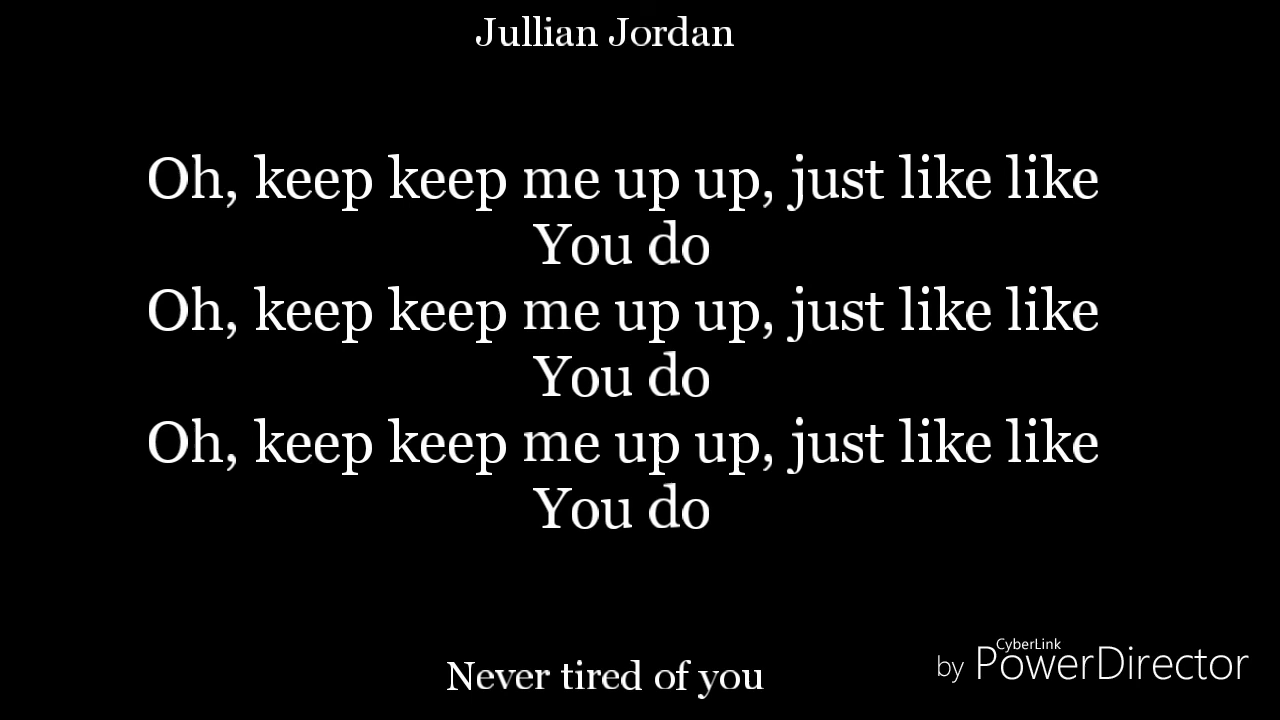 Jullian Jordan
Oh, keep keep me up up, just like like
You do
Oh, keep keep me up up, just like like
You do
Oh, keep keep me up up, just like like
You do
Never tired of you
CyberLink
by PowerDirector